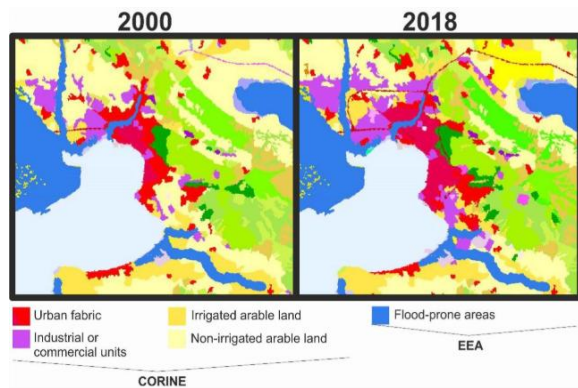 2000 2018
Urban fabric
Industrial or
commercial units
Irrigated arable land
Non-irrigated arable land
Flood-prone areas
CORINE
EEA